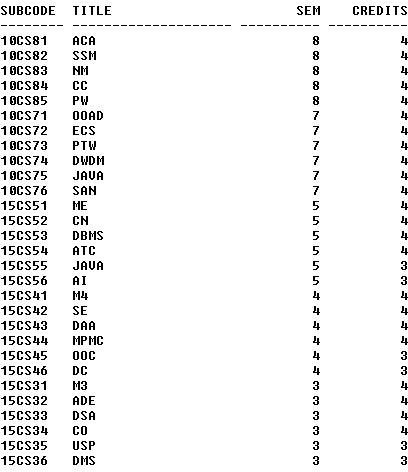 SUBCODE TITLE SEM CREDITS
-------- -------------------- ---------- ----------
10CS81 ACA 8 4
10CS82 SSM 8 4
10CS83 NM 8 4
10CS84 CC 8 4
10CS85 PW 8 4
10CS71 OOAD 7 4
10CS72 ECS 7 4
10CS73 PTW 7 4
10CS74 DWDM 7 4
10CS75 JAVA 7 4
10CS76 SAN 7 4
15CS51 ME 5 4
15CS52 CN 5 4
15CS53 DBMS 5 4
15CS54 ATC 5 4
15CS55 JAVA 5 3
15CS56 AI 5 3
15CS41 M4 4 4
15CS42 SE 4 4
15CS43 DAA 4 4
15CS44 MPMC 4 4
15CS45 OOC 4 3
15CS46 DC 4 3
15CS31 M3 3 4
15CS32 ADE 3 4
15CS33 DSA 3 4
15CS34 CO 3 4
15CS35 USP 3 3
15CS36 DMS 3 3